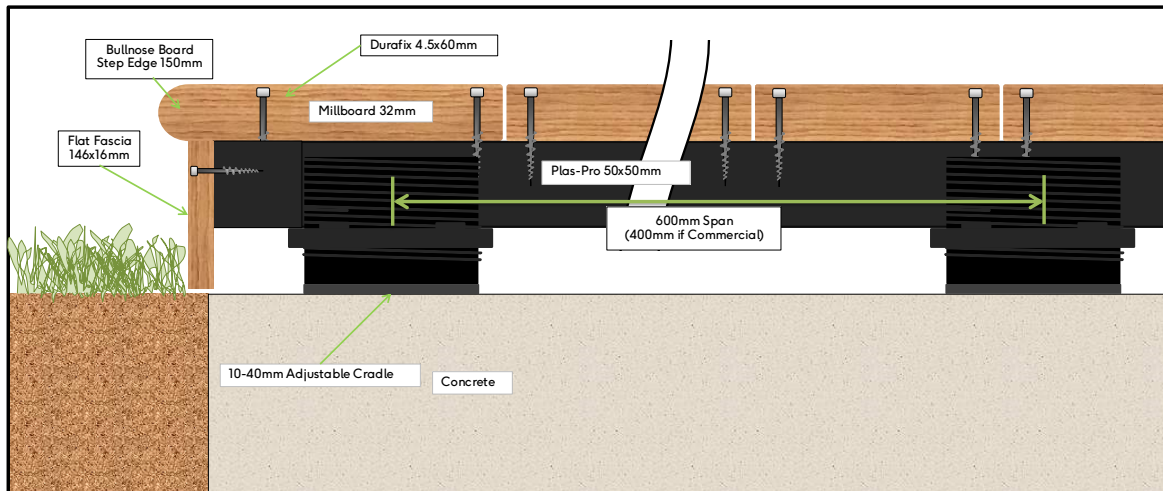 Bullnose Board
Step Edge 150mm
Durafix 4.5x60mm
Millboard 32mm
Flat Fascia
146x16mm
Plas-Pro 50x50mm
600mm Span
(400mm if Commercial)
10-40mm Adjustable Cradle
Concrete